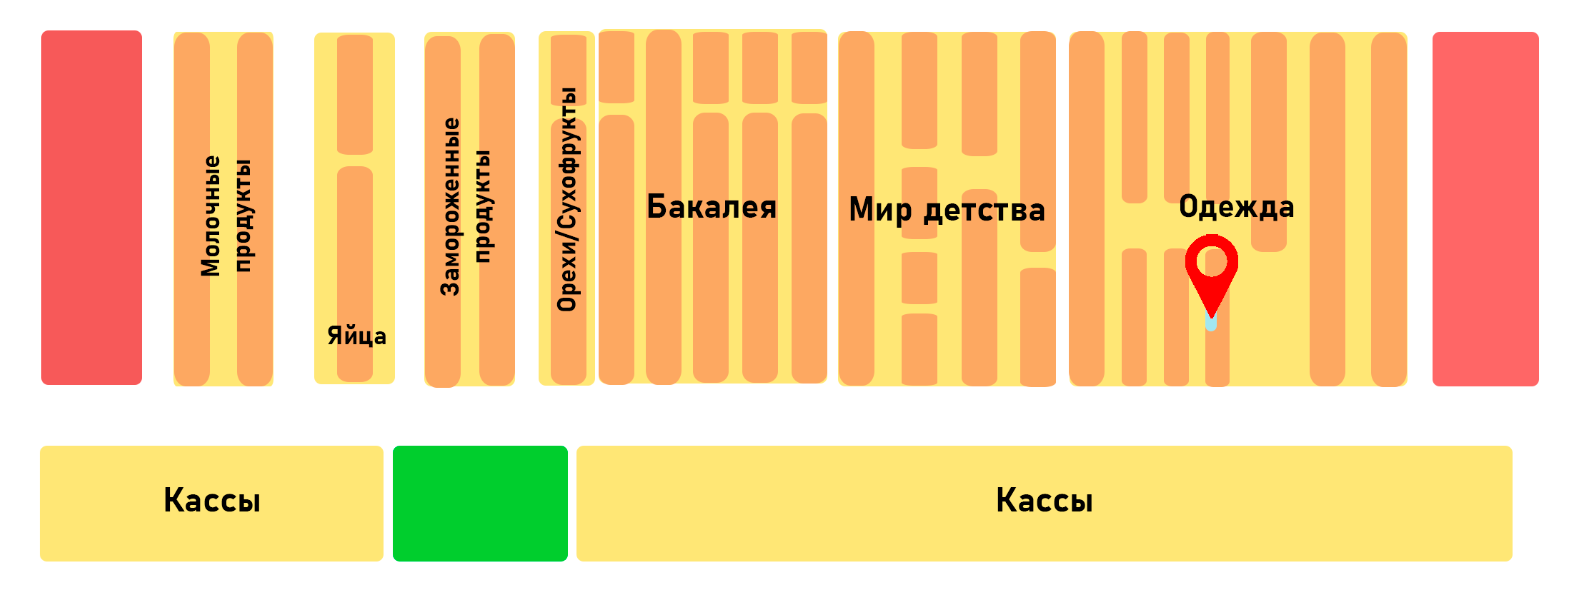 Молочные
продукты
Яйца
Замороженные
продукты
Орехи/Сухофрукты
Бакалея
Мир детства
Одежда
Кассы
Кассы